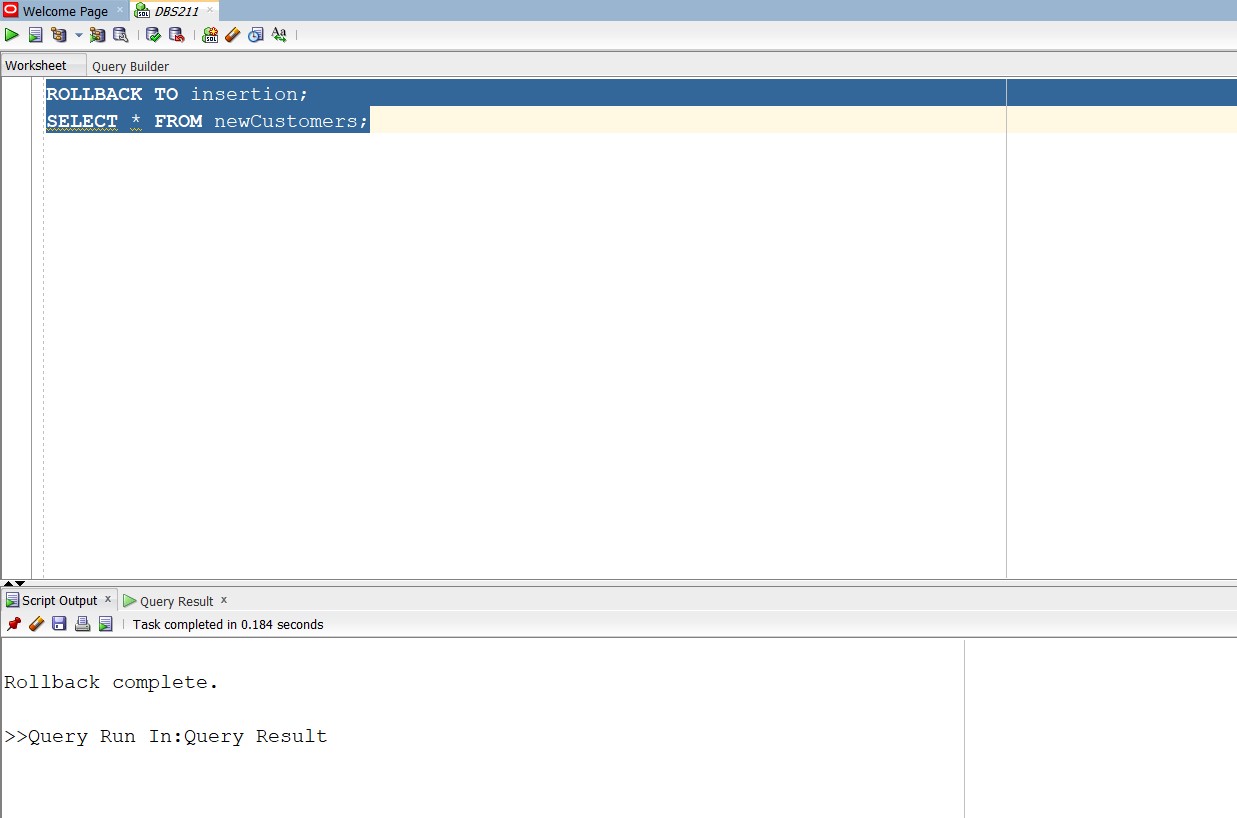 Welcome Page
DBS211
Worksheet
Query Builder
ROLLBACK TO insertion;
SELECT * FROM newCustomers;
Script Output
Query Result
Task completed in 0.184 seconds
Rollback complete.
>>Query Run In:Query Result